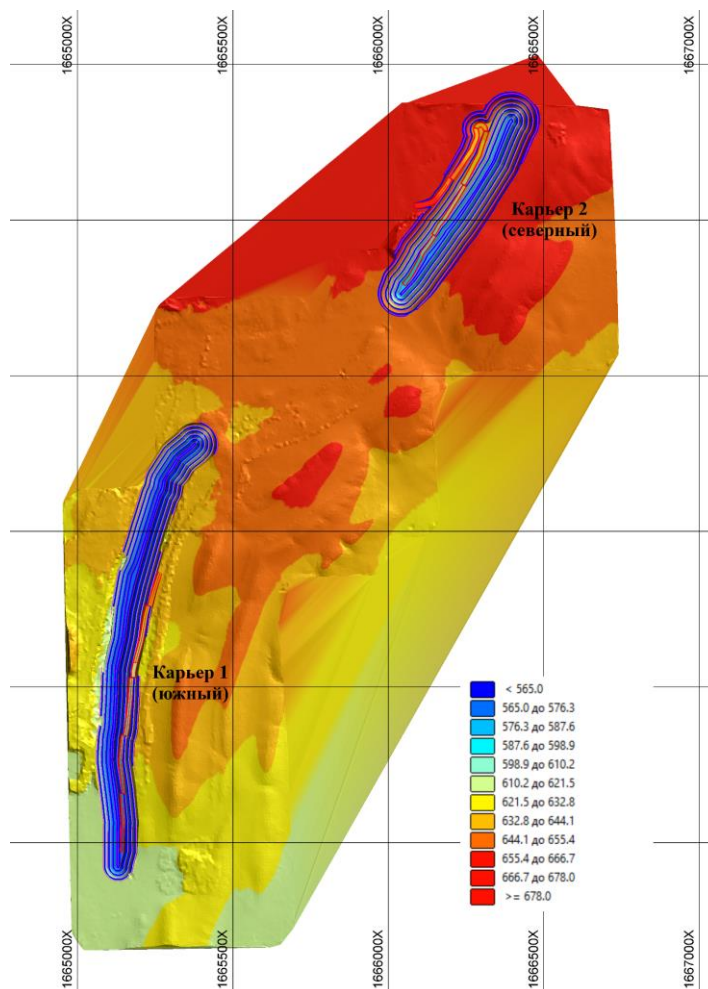 1665000X
1665500X
1666000X
1666500X
1667000X
Карьер 2
(северный)
Карьер 1
(южный)
< 565.0
565.0 до 576.3
576.3 до 587.6
587.6 до 598.9
598.9 до 610.2
610.2 до 621.5
621.5 до 632.8
632.8 до 644.1
644.1 до 655.4
655.4 до 666.7
666.7 до 678.0
>= 678.0
1665000X
1665500X
1666000X
1666500X
1667000X